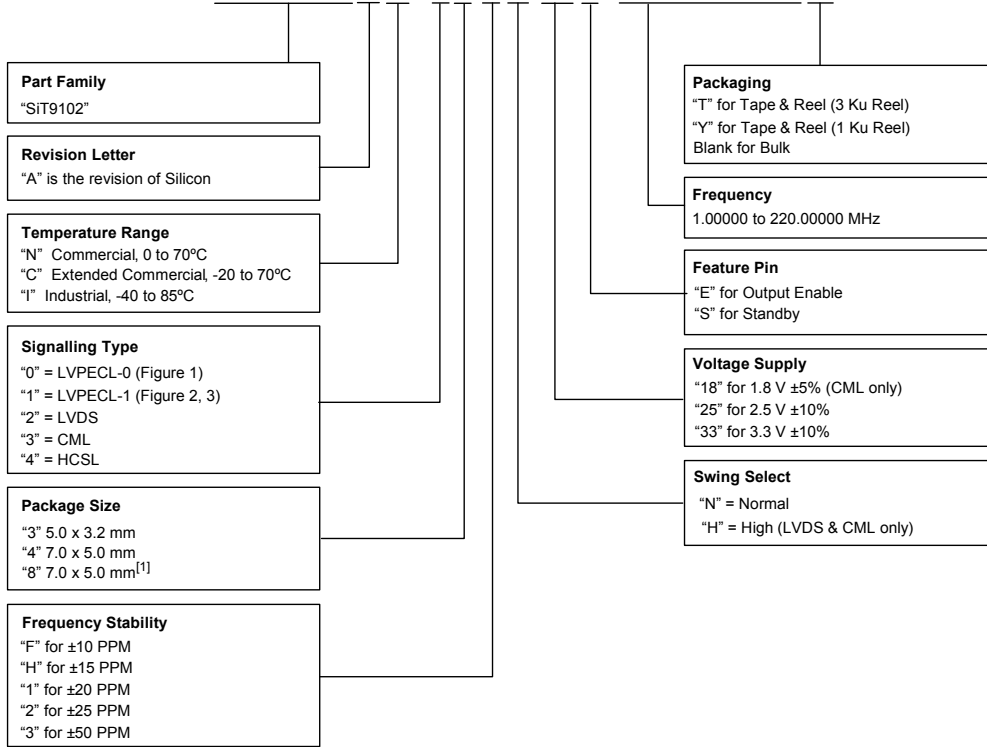 Part Family
“SiT9102”
Revision Letter
“A” is the revision of Silicon
Temperature Range
“N” Commercial, 0 to 70ºC
“C” Extended Commercial, -20 to 70ºC
“I” Industrial, -40 to 85ºC
Signalling Type
“0” = LVPECL-0 (Figure 1)
“1” = LVPECL-1 (Figure 2, 3)
“2” = LVDS
“3” = CML
“4” = HCSL
Package Size
“3” 5.0 x 3.2 mm
“4” 7.0 x 5.0 mm
“8” 7.0 x 5.0 mm[1]
Frequency Stability
“F” for ±10 PPM
“H” for ±15 PPM
“1” for ±20 PPM
“2” for ±25 PPM
“3” for ±50 PPM
Packaging
“T” for Tape & Reel (3 Ku Reel)
“Y” for Tape & Reel (1 Ku Reel)
Blank for Bulk
Frequency
1.00000 to 220.00000 MHz
Feature Pin
“E” for Output Enable
“S” for Standby
Voltage Supply
“18” for 1.8 V ±5% (CML only)
“25” for 2.5 V ±10%
“33” for 3.3 V ±10%
Swing Select
“N” = Normal
“H” = High (LVDS & CML only)